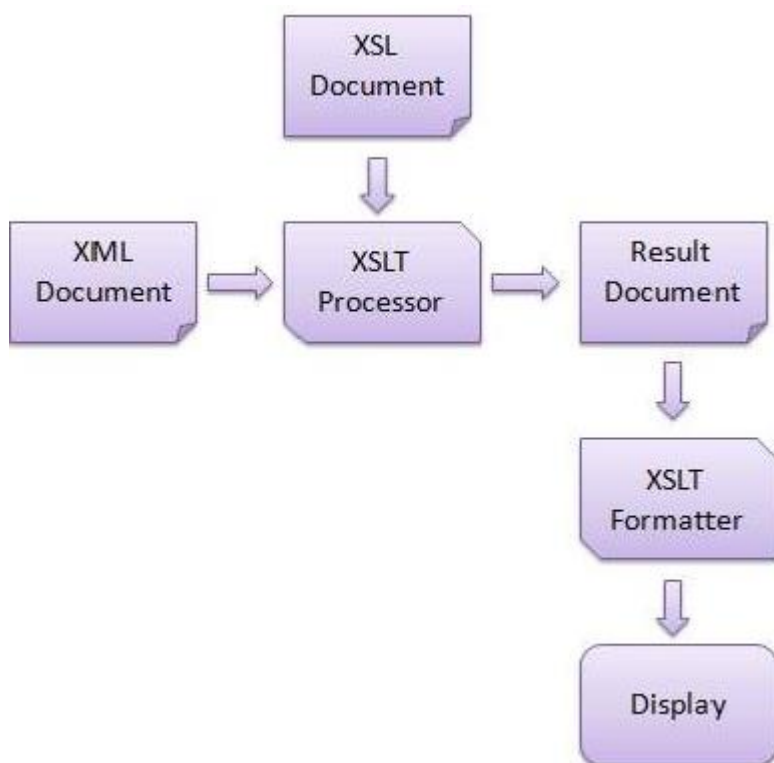 XSL
Document
XML
Document
XSLT
Processor
Result
Document
XSLT
Formatter
Display